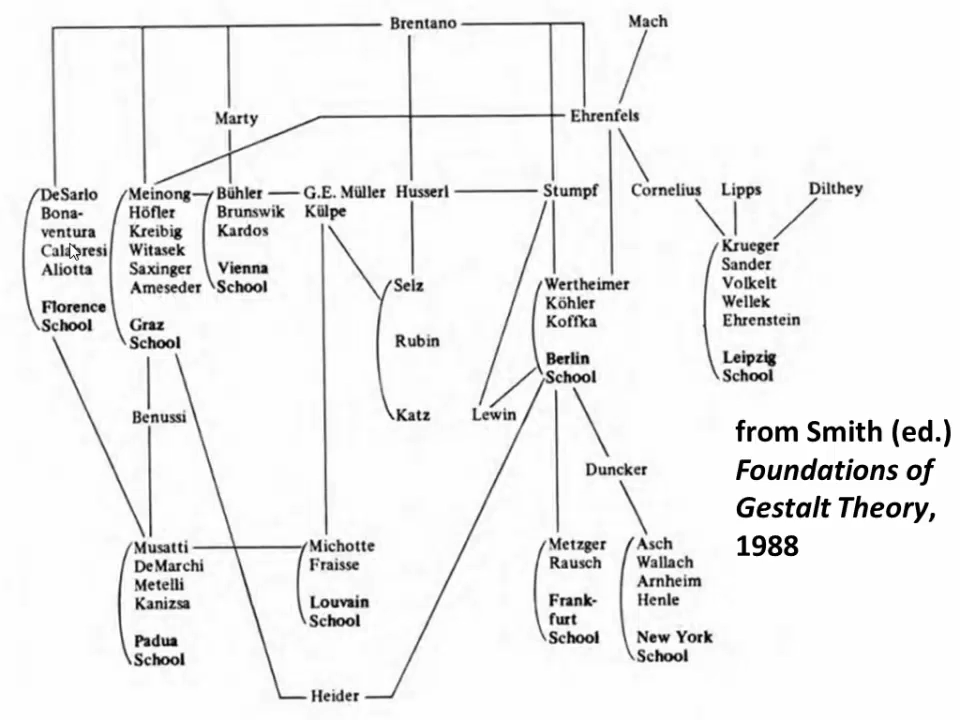 Brentano
Mach
Marty
Ehrenfels
DeSarlo
Bona-
ventura
Calabresi
Aliotta
Florence
School
Meinong
Höfler
Kreibig
Witasek
Saxinger
Ameseder
Graz
School
Bühler
Brunswik
Kardos
Vienna
School
G.E. Müller
Külpe
Husserl
Stumpf
Cornelius
Lipps
Dilthey
Krueger
Sander
Volkelt
Wellek
Ehrenstein
Leipzig
School
Selz
Rubin
Katz
Wertheimer
Köhler
Koffka
Berlin
School
Lewin
Benussi
Duncker
from Smith (ed.)
Foundations of
Gestalt Theory,
1988
Musatti
DeMarchi
Metelli
Kanizsa
Padua
School
Michotte
Fraisse
Louvain
School
Metzger
Rausch
Frank-
furt
School
Asch
Wallach
Arnheim
Henle
New York
School
Heider